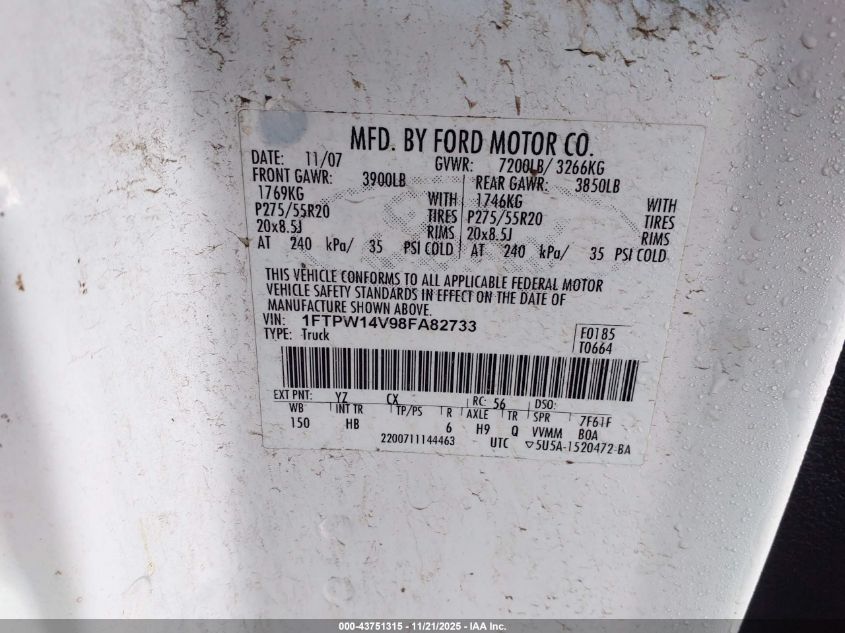 MFD. BY FORD MOTOR CO.
DATE: 11/07 GVWR: 7200LB/ 3266KG
FRONT GAWR: 3900LB REAR GAWR: 3850LB
1769KG WITH 1746KG WITH
P275/55R20 TIRES P275/55R20 TIRES
20x8.5J RIMS 20x8.5J RIMS
AT 240 kPa/ 35 PSI COLD AT 240 kPa/ 35 PSI COLD
THIS VEHICLE CONFORMS TO ALL APPLICABLE FEDERAL MOTOR
VEHICLE SAFETY STANDARDS IN EFFECT ON THE DATE OF
MANUFACTURE SHOWN ABOVE.
VIN: 1FTPW14V98FA82733
TYPE: Truck
F0185
T0664
EXT PNT: YZ CX RC: 56 DSO:
WB INT TR TP/PS R AXLE TR SPR 7F61F
150 HB 6 H9 Q VVMM BOA
2200711144463 UTC ▽5U5A-1520472-BA
000-43751315 - 11/21/2025 - IAA Inc.